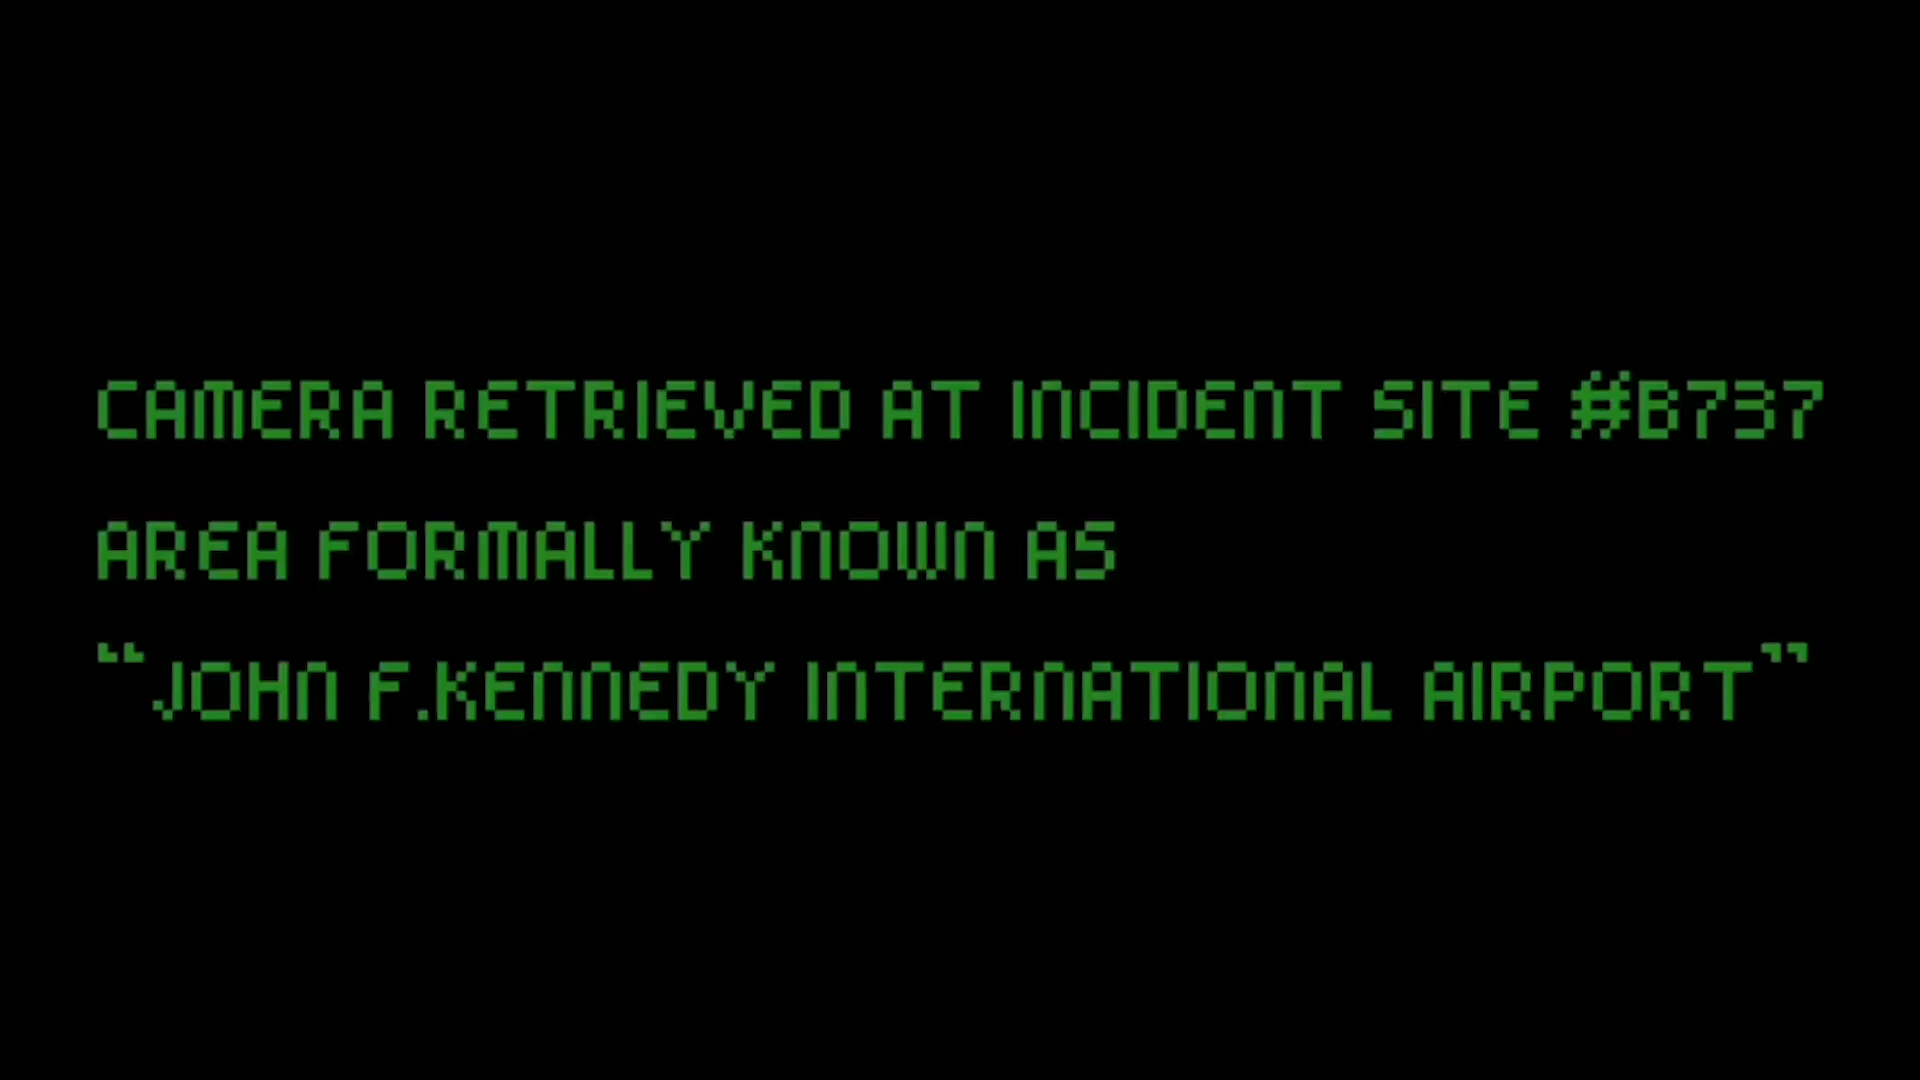 CAMERA RETRIEVED AT INCIDENT SITE #B737
AREA FORMALLY KNOWN AS
“JOHN F.KENNEDY INTERNATIONAL AIRPORT”